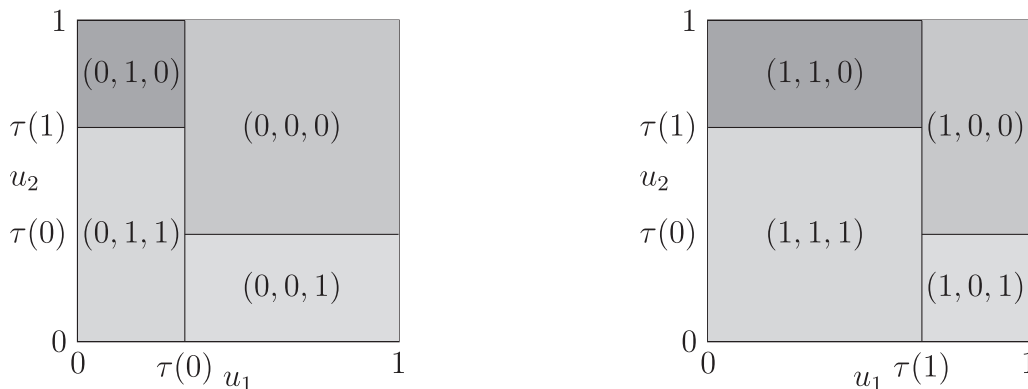 1
(0, 1, 0)
τ(1)
(0, 0, 0)
u₂
τ(0)
(0, 1, 1)
(0, 0, 1)
0
0
τ(0)
u₁
1
1
(1, 1, 0)
τ(1)
(1, 0, 0)
u₂
τ(0)
(1, 1, 1)
(1, 0, 1)
0
0
u₁
τ(1)
1